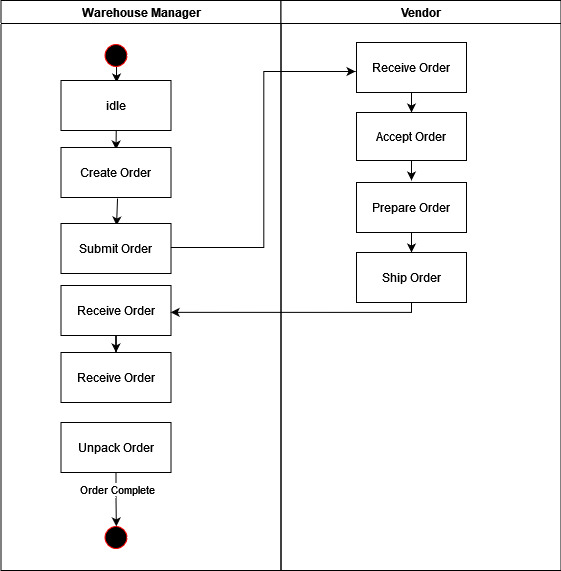 Warehouse Manager
Vendor
idle
Create Order
Submit Order
Receive Order
Receive Order
Unpack Order
Order Complete
Receive Order
Accept Order
Prepare Order
Ship Order